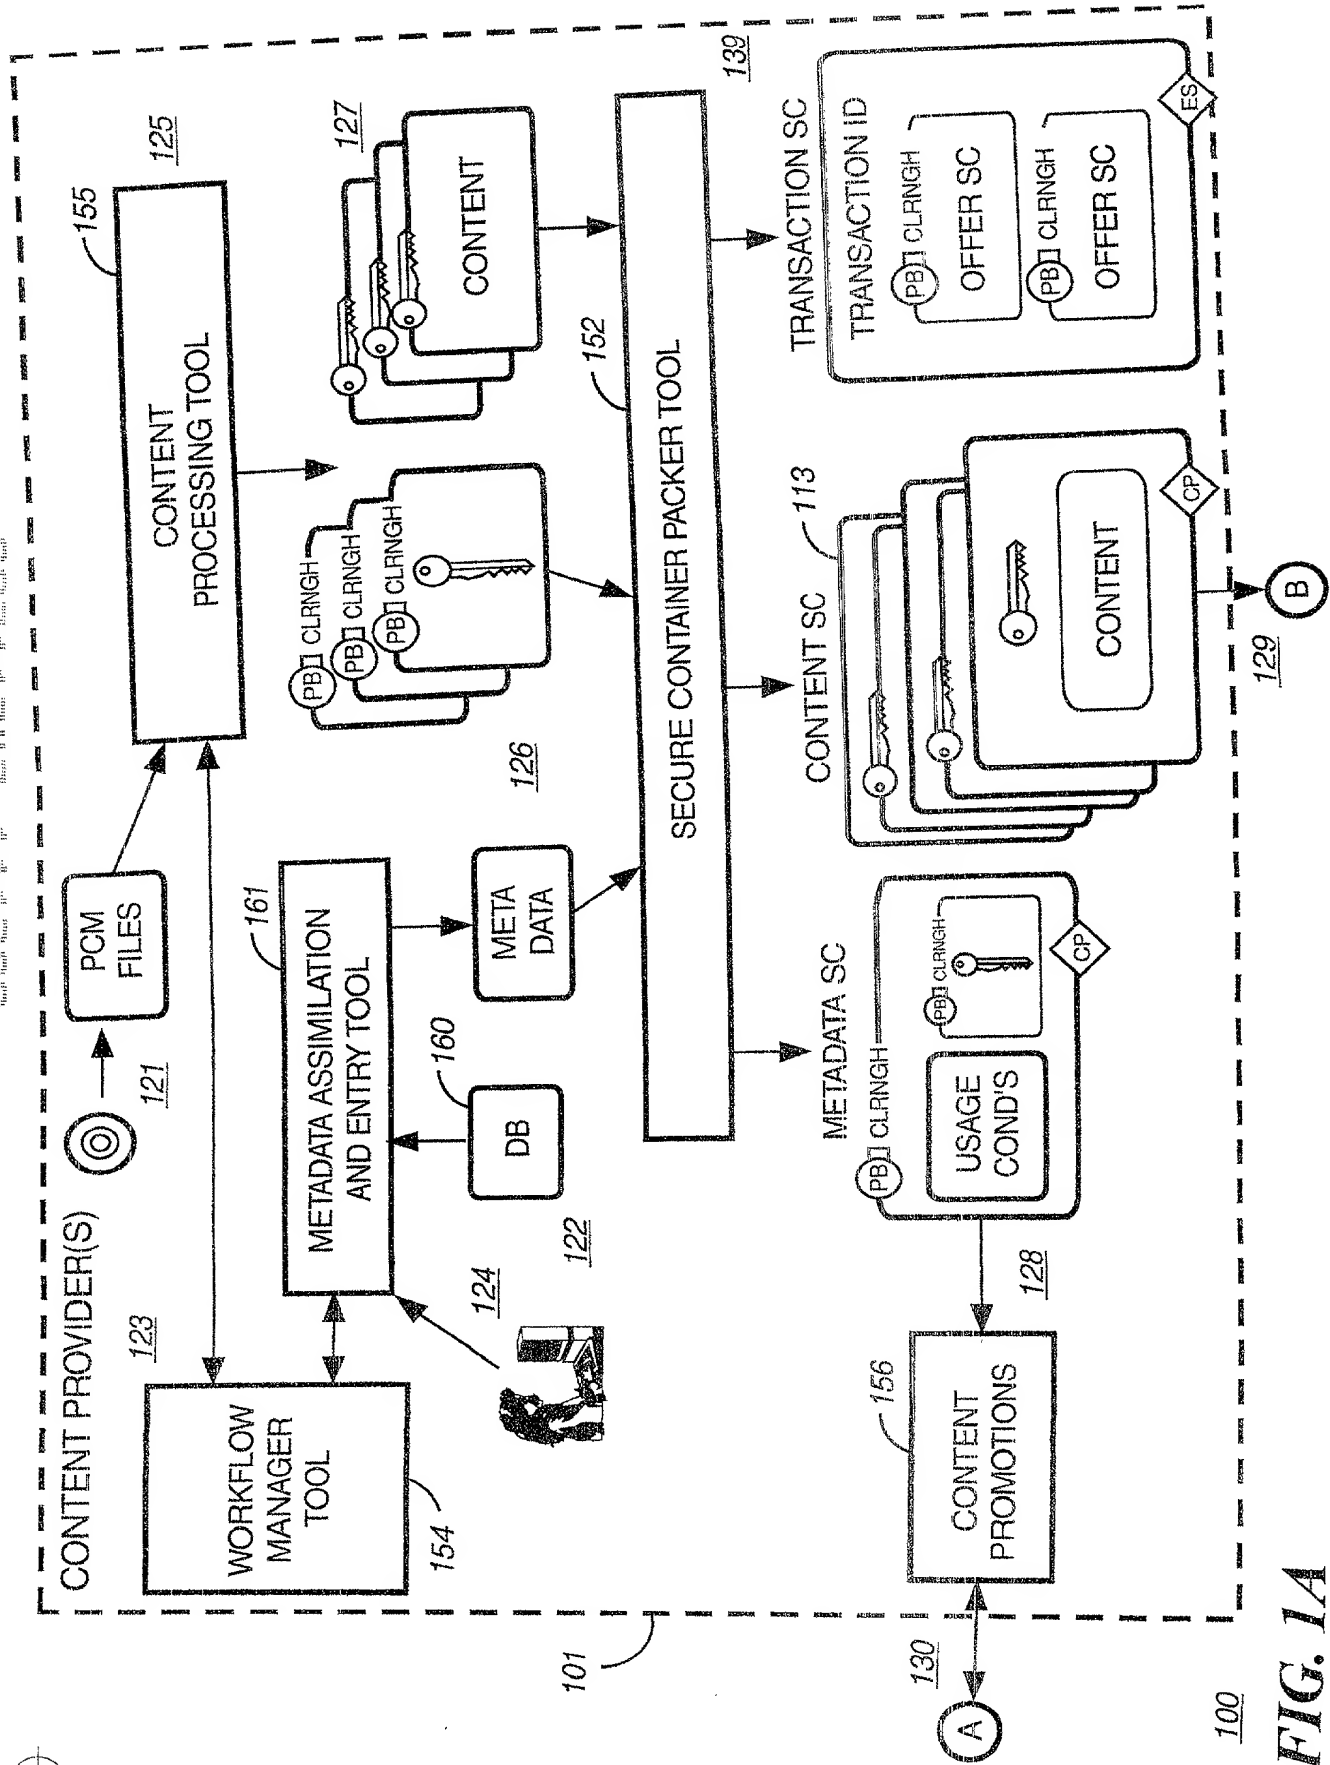 CONTENT PROVIDER(S)
123
WORKFLOW
MANAGER
TOOL
154
121
PCM
FILES
155
125
CONTENT
PROCESSING TOOL
161
METADATA ASSIMILATION
AND ENTRY TOOL
124
122
160
DB
META
DATA
126
PB CLRNGH
PB CLRNGH
PB CLRNGH
127
CONTENT
152
SECURE CONTAINER PACKER TOOL
139
METADATA SC
PB CLRNGH
USAGE
COND'S
PB CLRNGH
CP
CONTENT SC
113
CONTENT
CP
TRANSACTION SC
TRANSACTION ID
PB CLRNGH
OFFER SC
PB CLRNGH
OFFER SC
ES
128
156
CONTENT
PROMOTIONS
129
B
101
130
A
100
FIG. 1A